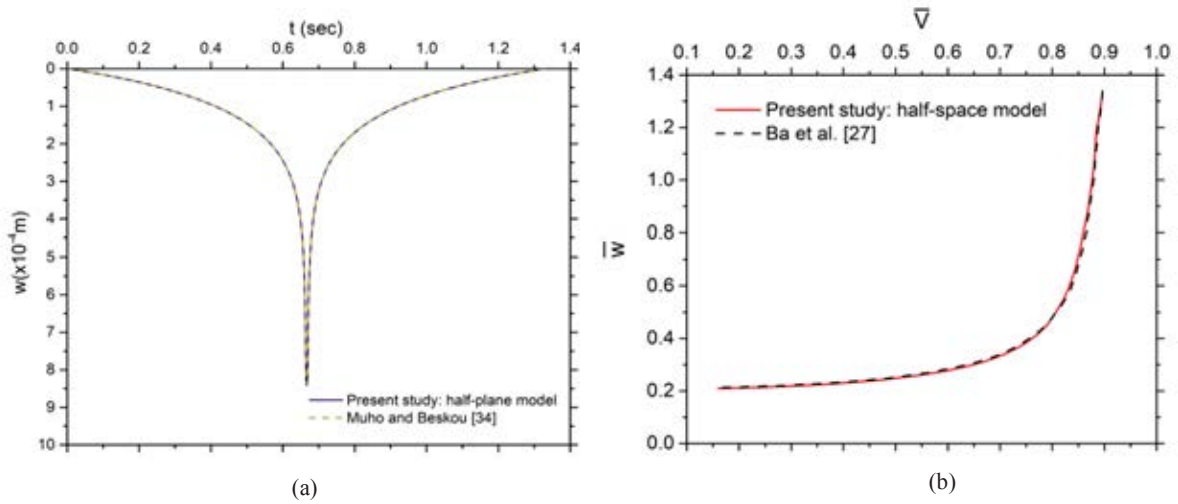 t (sec)
0.0 0.2 0.4 0.6 0.8 1.0 1.2 1.4
0
1
2
3
4
5
6
7
8
9
10
w(x10⁻⁴m)
Present study: half-plane model
Muho and Beskou [34]
(a)
V̅
0.1 0.2 0.3 0.4 0.5 0.6 0.7 0.8 0.9 1.0
1.4
1.2
1.0
0.8
0.6
0.4
0.2
0.0
w̅
Present study: half-space model
Ba et al. [27]
(b)